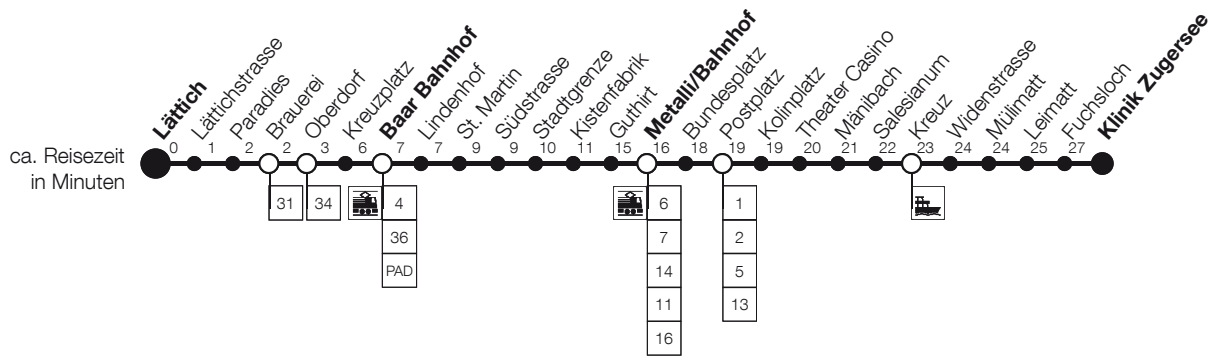 Lättich
Lättichstrasse
Paradies
Brauerei
Oberdorf
Kreuzplatz
Baar Bahnhof
Lindenhof
St. Martin
Südstrasse
Stadtgrenze
Kistenfabrik
Guthirt
Metalli/Bahnhof
Bundesplatz
Postplatz
Kolinplatz
Theater Casino
Mänibach
Salesianum
Kreuz
Widenstrasse
Mülimatt
Leimatt
Fuchsloch
Klinik Zugersee
ca. Reisezeit
in Minuten
0 1 2 2 3 6 7 7 9 9 10 11 15 16 18 19 19 20 21 22 23 24 24 25 27
31 34 4 6 1
36 7 2
PAD 14 5
11 13
16